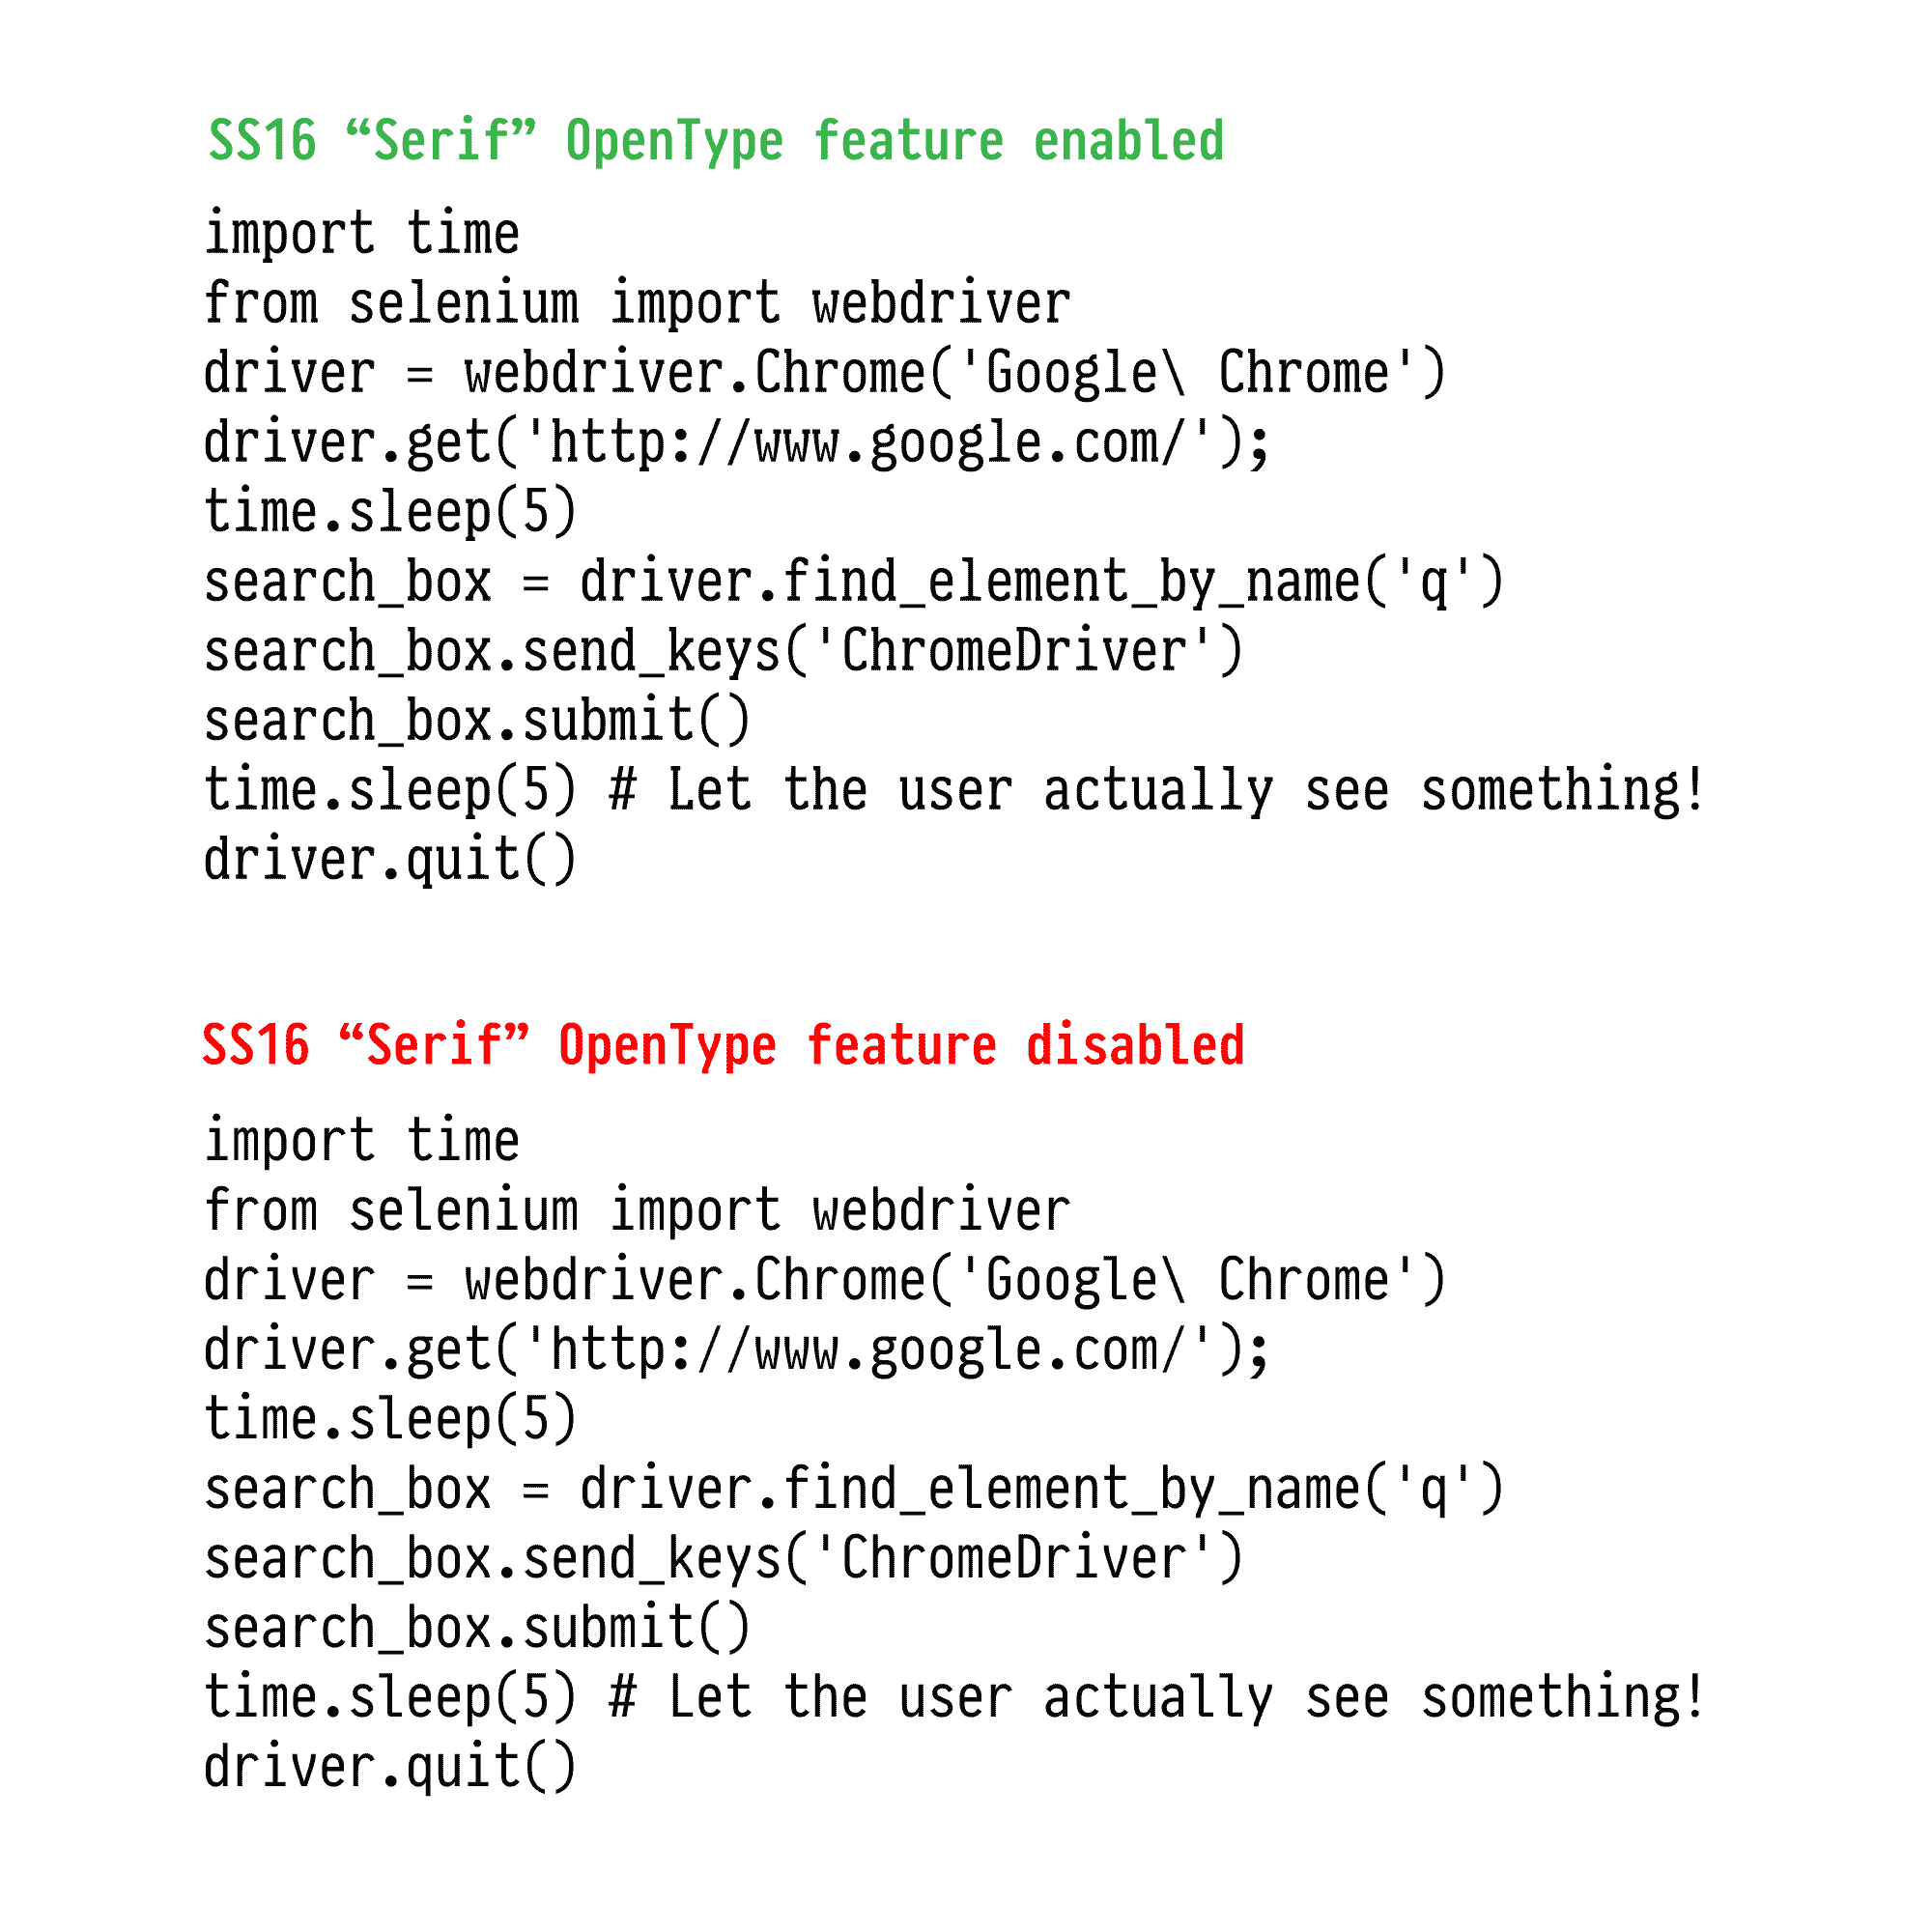 SS16 “Serif” OpenType feature enabled
import time
from selenium import webdriver
driver = webdriver.Chrome('Google\ Chrome')
driver.get('http://www.google.com/');
time.sleep(5)
search_box = driver.find_element_by_name('q')
search_box.send_keys('ChromeDriver')
search_box.submit()
time.sleep(5) # Let the user actually see something!
driver.quit()
SS16 “Serif” OpenType feature disabled
import time
from selenium import webdriver
driver = webdriver.Chrome('Google\ Chrome')
driver.get('http://www.google.com/');
time.sleep(5)
search_box = driver.find_element_by_name('q')
search_box.send_keys('ChromeDriver')
search_box.submit()
time.sleep(5) # Let the user actually see something!
driver.quit()